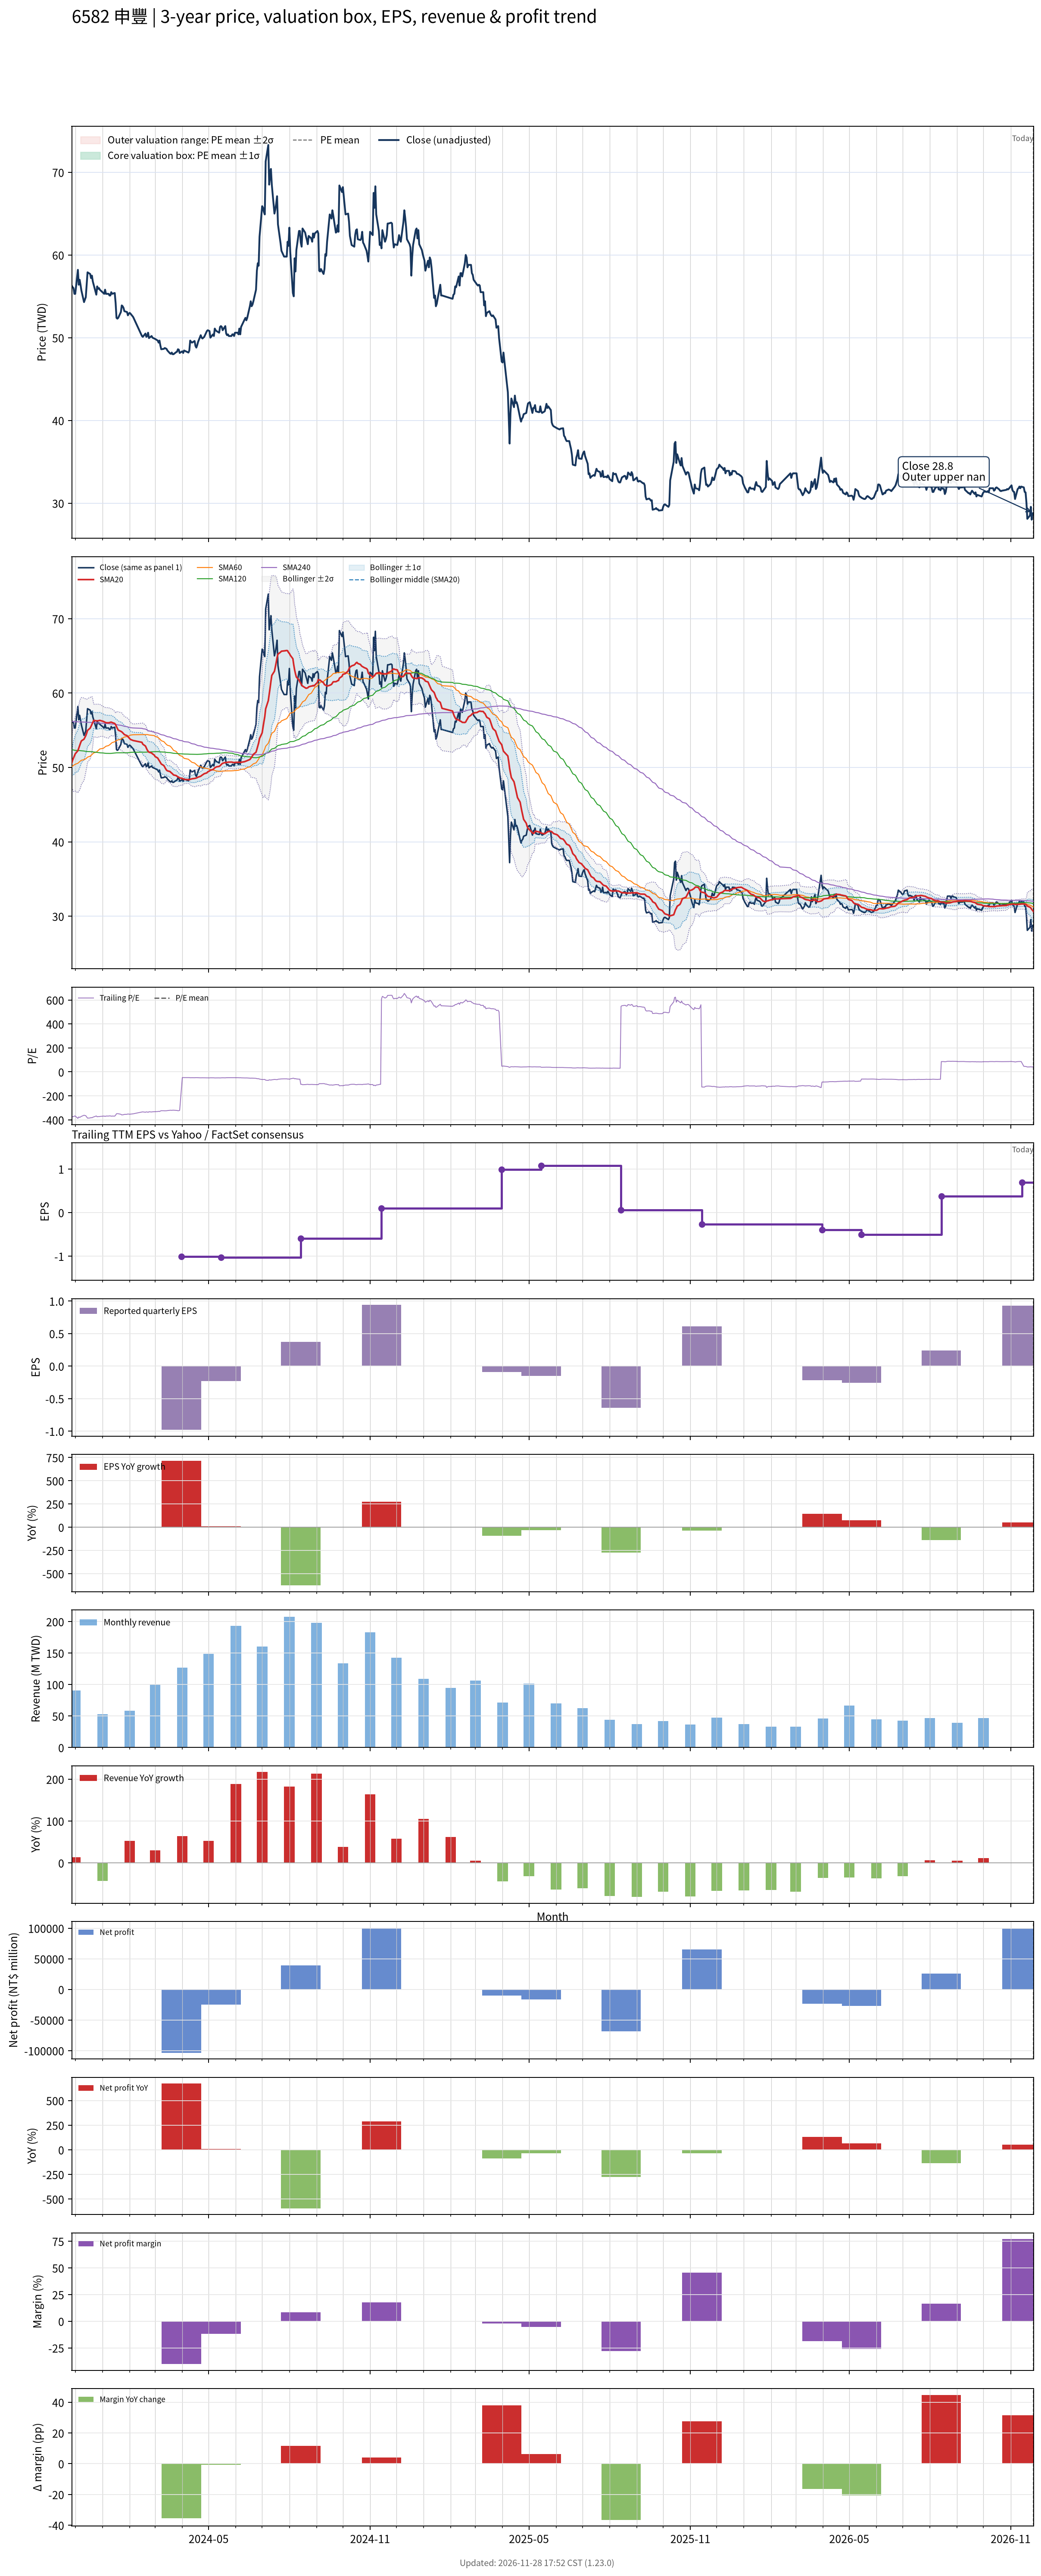 6582 申豐 | 3-year price, valuation box, EPS, revenue & profit trend
Outer valuation range: PE mean ±2σ
Core valuation box: PE mean ±1σ
PE mean
Close (unadjusted)
Today
Price (TWD)
70
60
50
40
30
Close 28.8
Outer upper nan
Close (same as panel 1)
SMA20
SMA60
SMA120
SMA240
Bollinger ±2σ
Bollinger ±1σ
Bollinger middle (SMA20)
Price
70
60
50
40
30
Trailing P/E
P/E mean
P/E
600
400
200
0
-200
-400
Trailing TTM EPS vs Yahoo / FactSet consensus
Today
EPS
1
0
-1
Reported quarterly EPS
EPS
1.0
0.5
0.0
-0.5
-1.0
EPS YoY growth
YoY (%)
750
500
250
0
-250
-500
Monthly revenue
Revenue (M TWD)
200
150
100
50
0
Revenue YoY growth
YoY (%)
200
100
0
Month
Net profit
Net profit (NT$ million)
100000
50000
0
-50000
-100000
Net profit YoY
YoY (%)
500
250
0
-250
-500
Net profit margin
Margin (%)
75
50
25
0
-25
Margin YoY change
Δ margin (pp)
40
20
0
-20
-40
2024-05
2024-11
2025-05
2025-11
2026-05
2026-11
Updated: 2026-11-28 17:52 CST (1.23.0)